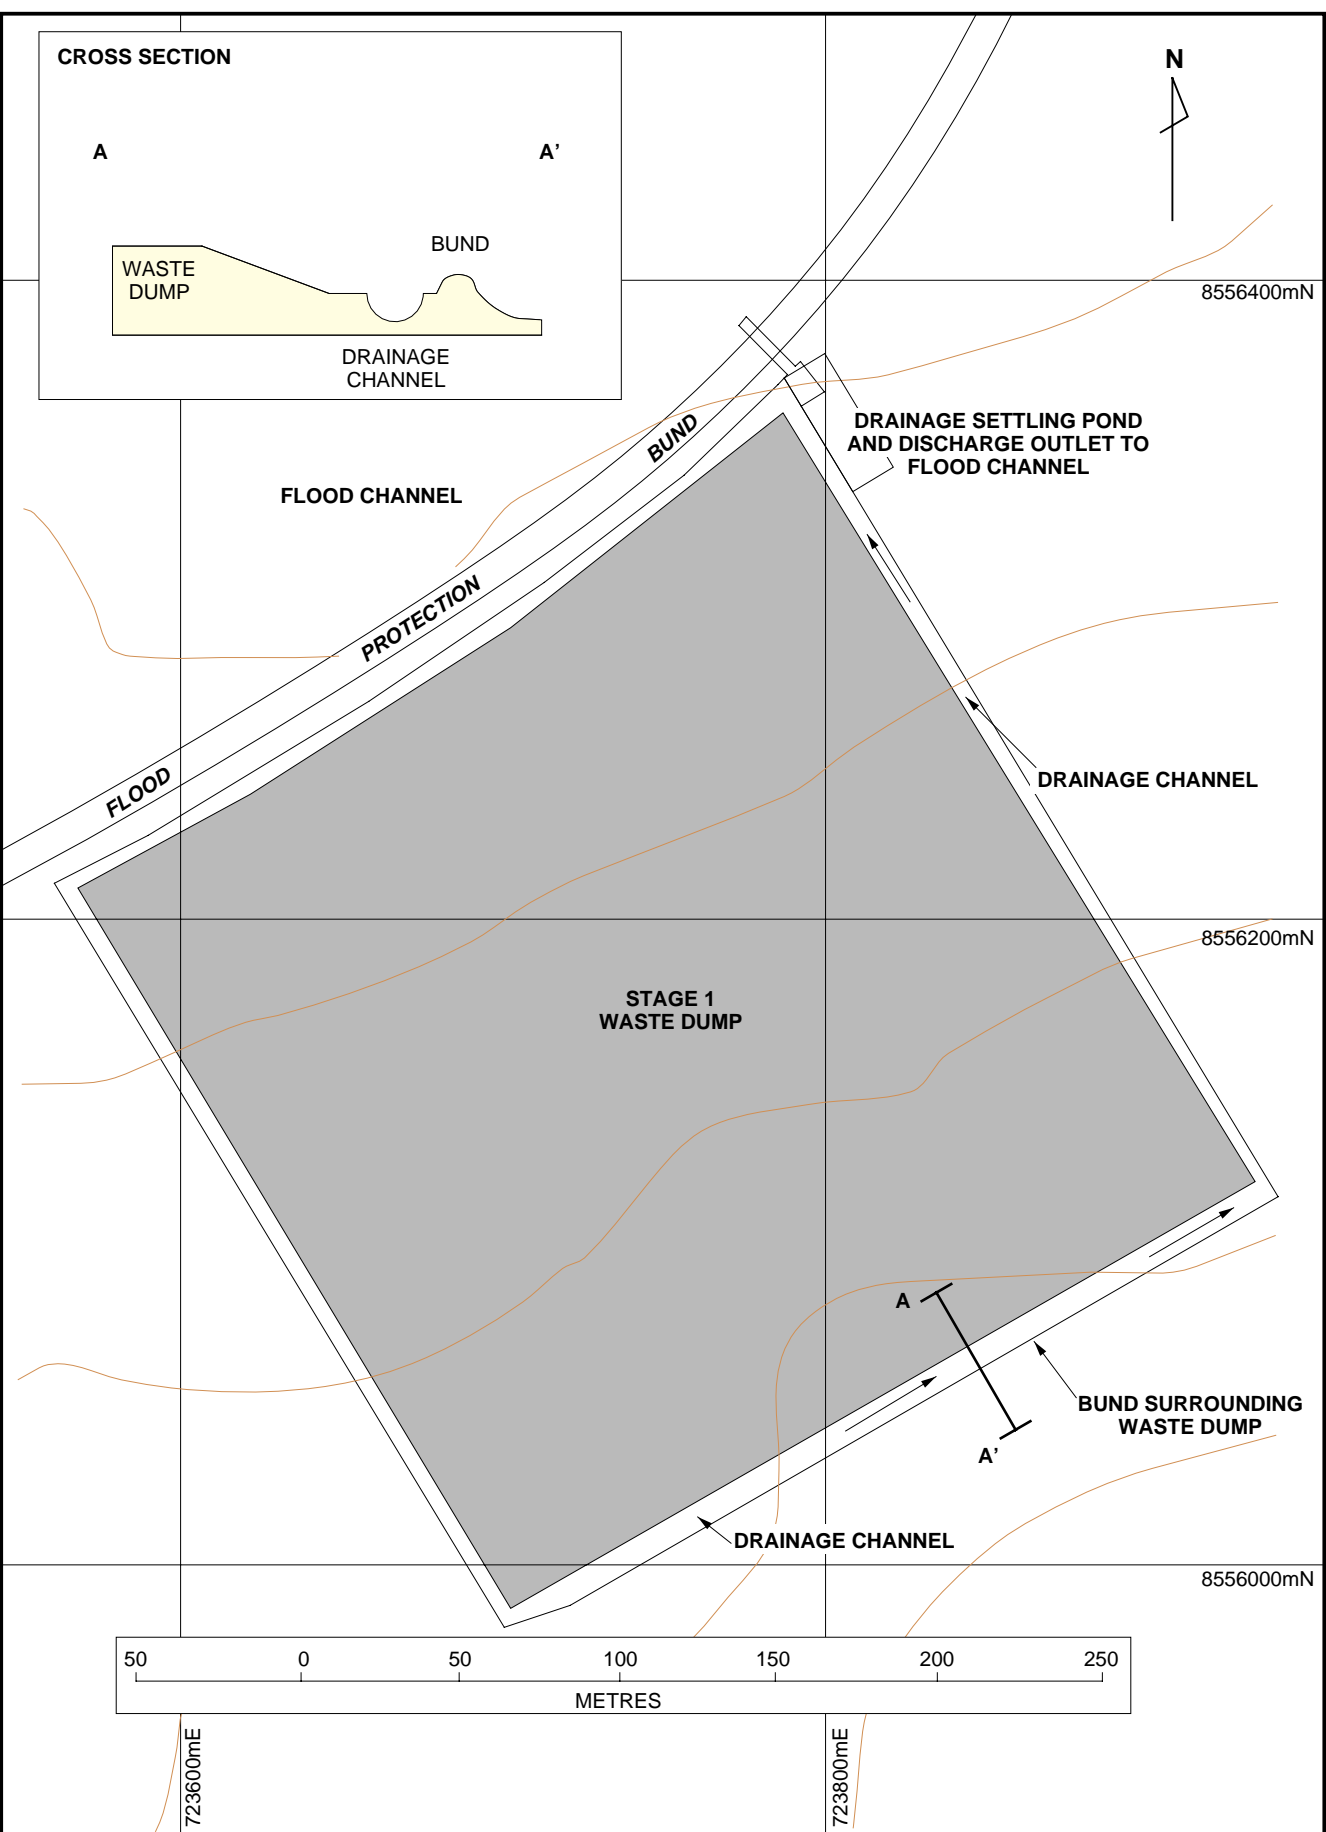 CROSS SECTION
N
A A'
BUND
WASTE
DUMP
DRAINAGE
CHANNEL
8556400mN
DRAINAGE SETTLING POND
AND DISCHARGE OUTLET TO
FLOOD CHANNEL
FLOOD CHANNEL
FLOOD PROTECTION BUND
DRAINAGE CHANNEL
8556200mN
STAGE 1
WASTE DUMP
A
BUND SURROUNDING
WASTE DUMP
A'
DRAINAGE CHANNEL
8556000mN
50 0 50 100 150 200 250
METRES
723600mE
723800mE